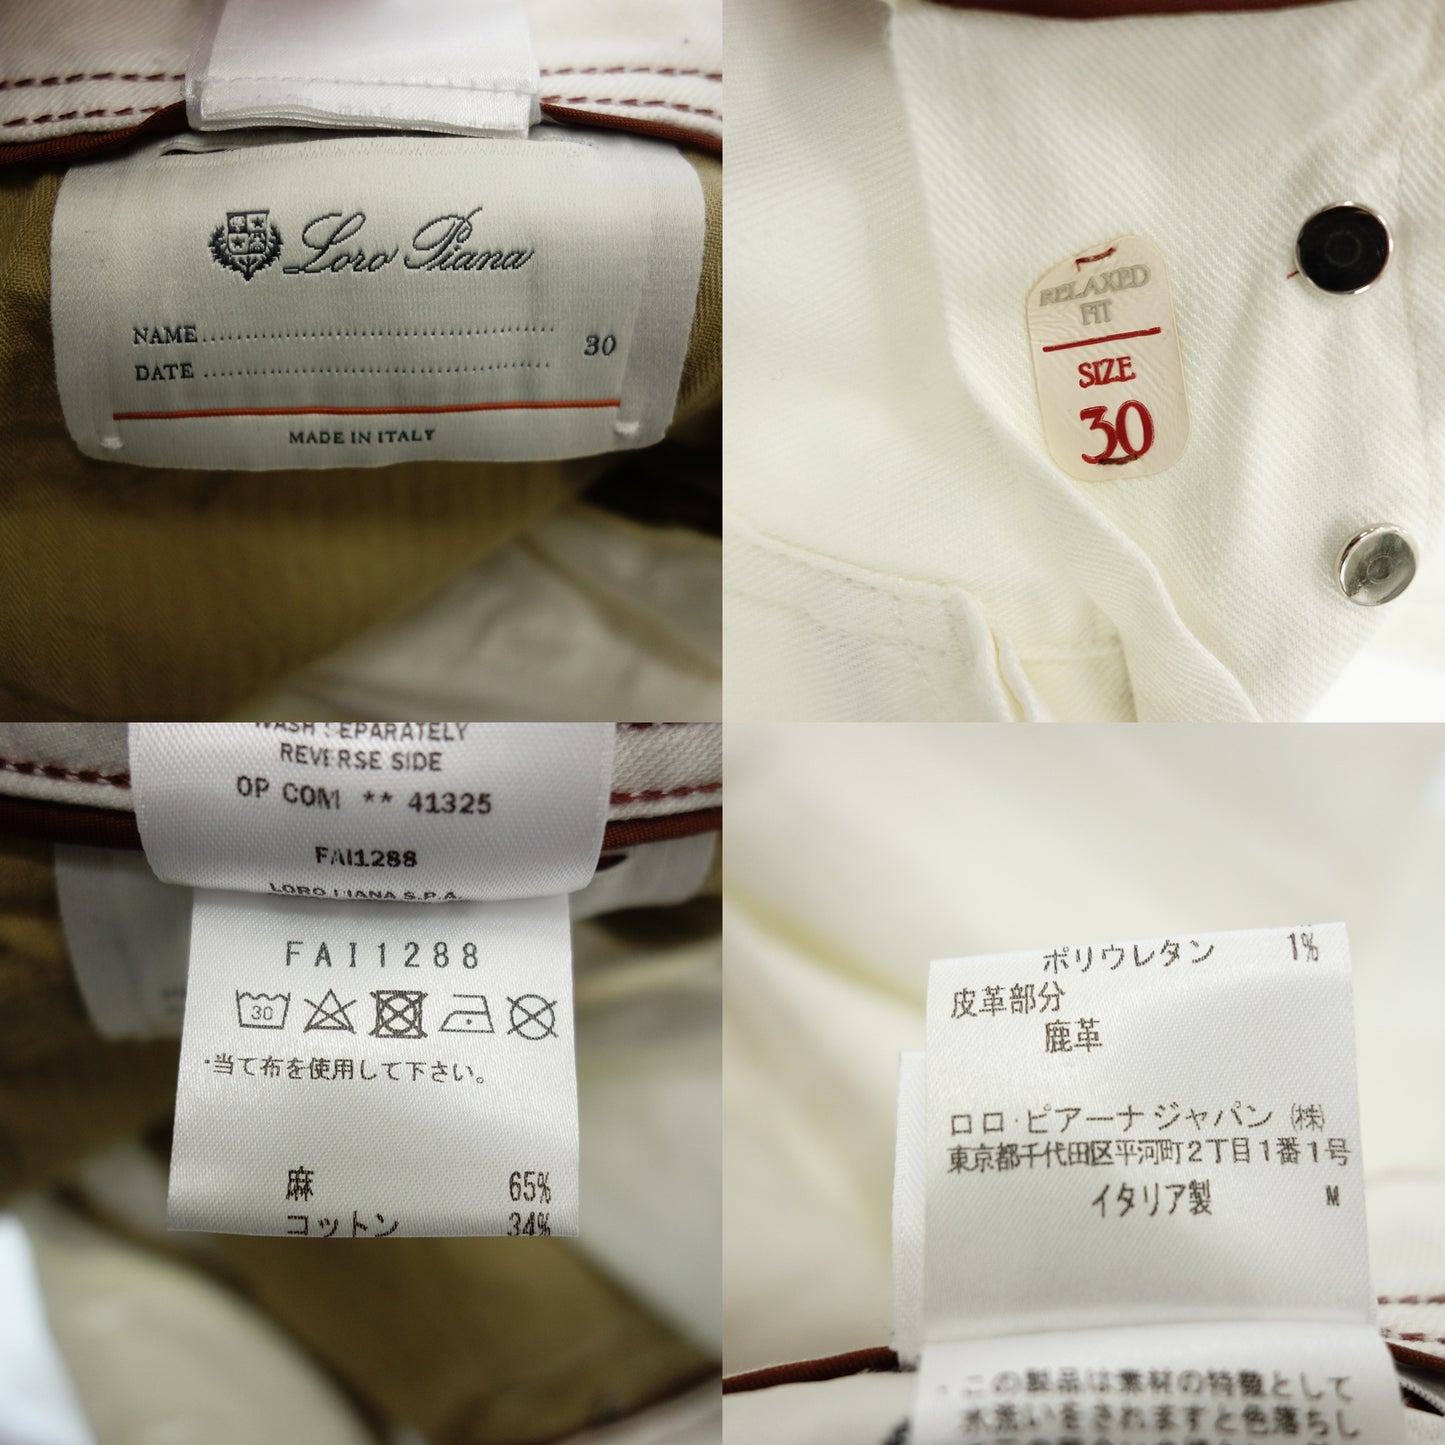 Loro Piana
NAME
30
DATE
MADE IN ITALY
RELAXED
FIT
SIZE
30
WASH SEPARATELY
REVERSE SIDE
OP COM ** 41325
FAI1288
LORO PIANA S.P.A.
FAI1288
30
・当て布を使用して下さい。
麻 65%
コットン 34%
ポリウレタン 1%
皮革部分
鹿革
ロロ・ピアーナ ジャパン ㈱
東京都千代田区平河町2丁目1番1号
イタリア製 M
・この製品は素材の特徴として
水洗いをされますと色落ちし